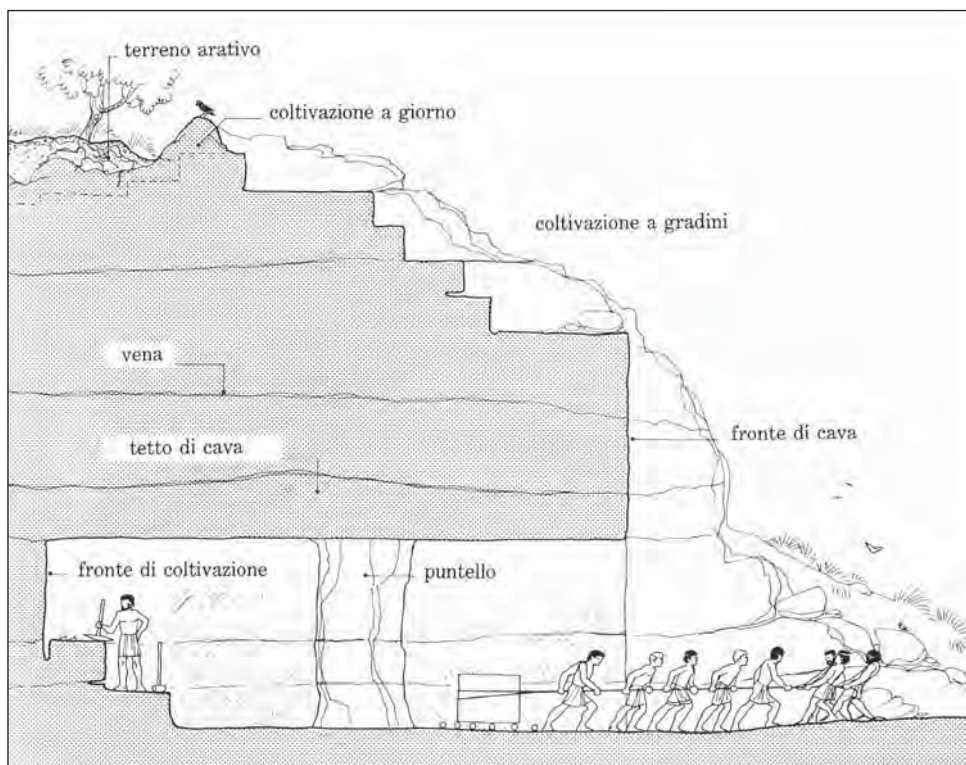 terreno arativo
coltivazione a giorno
coltivazione a gradini
vena
tetto di cava
fronte di cava
fronte di coltivazione
puntello